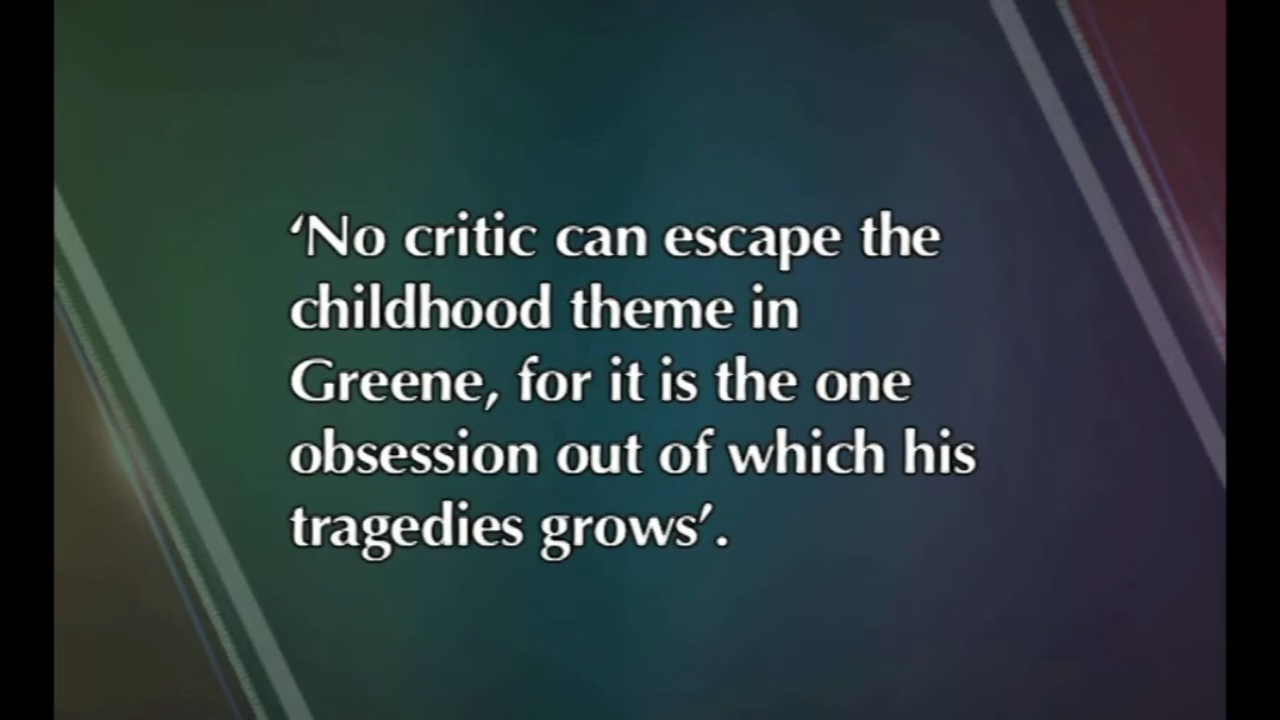 ‘No critic can escape the
childhood theme in
Greene, for it is the one
obsession out of which his
tragedies grows’.